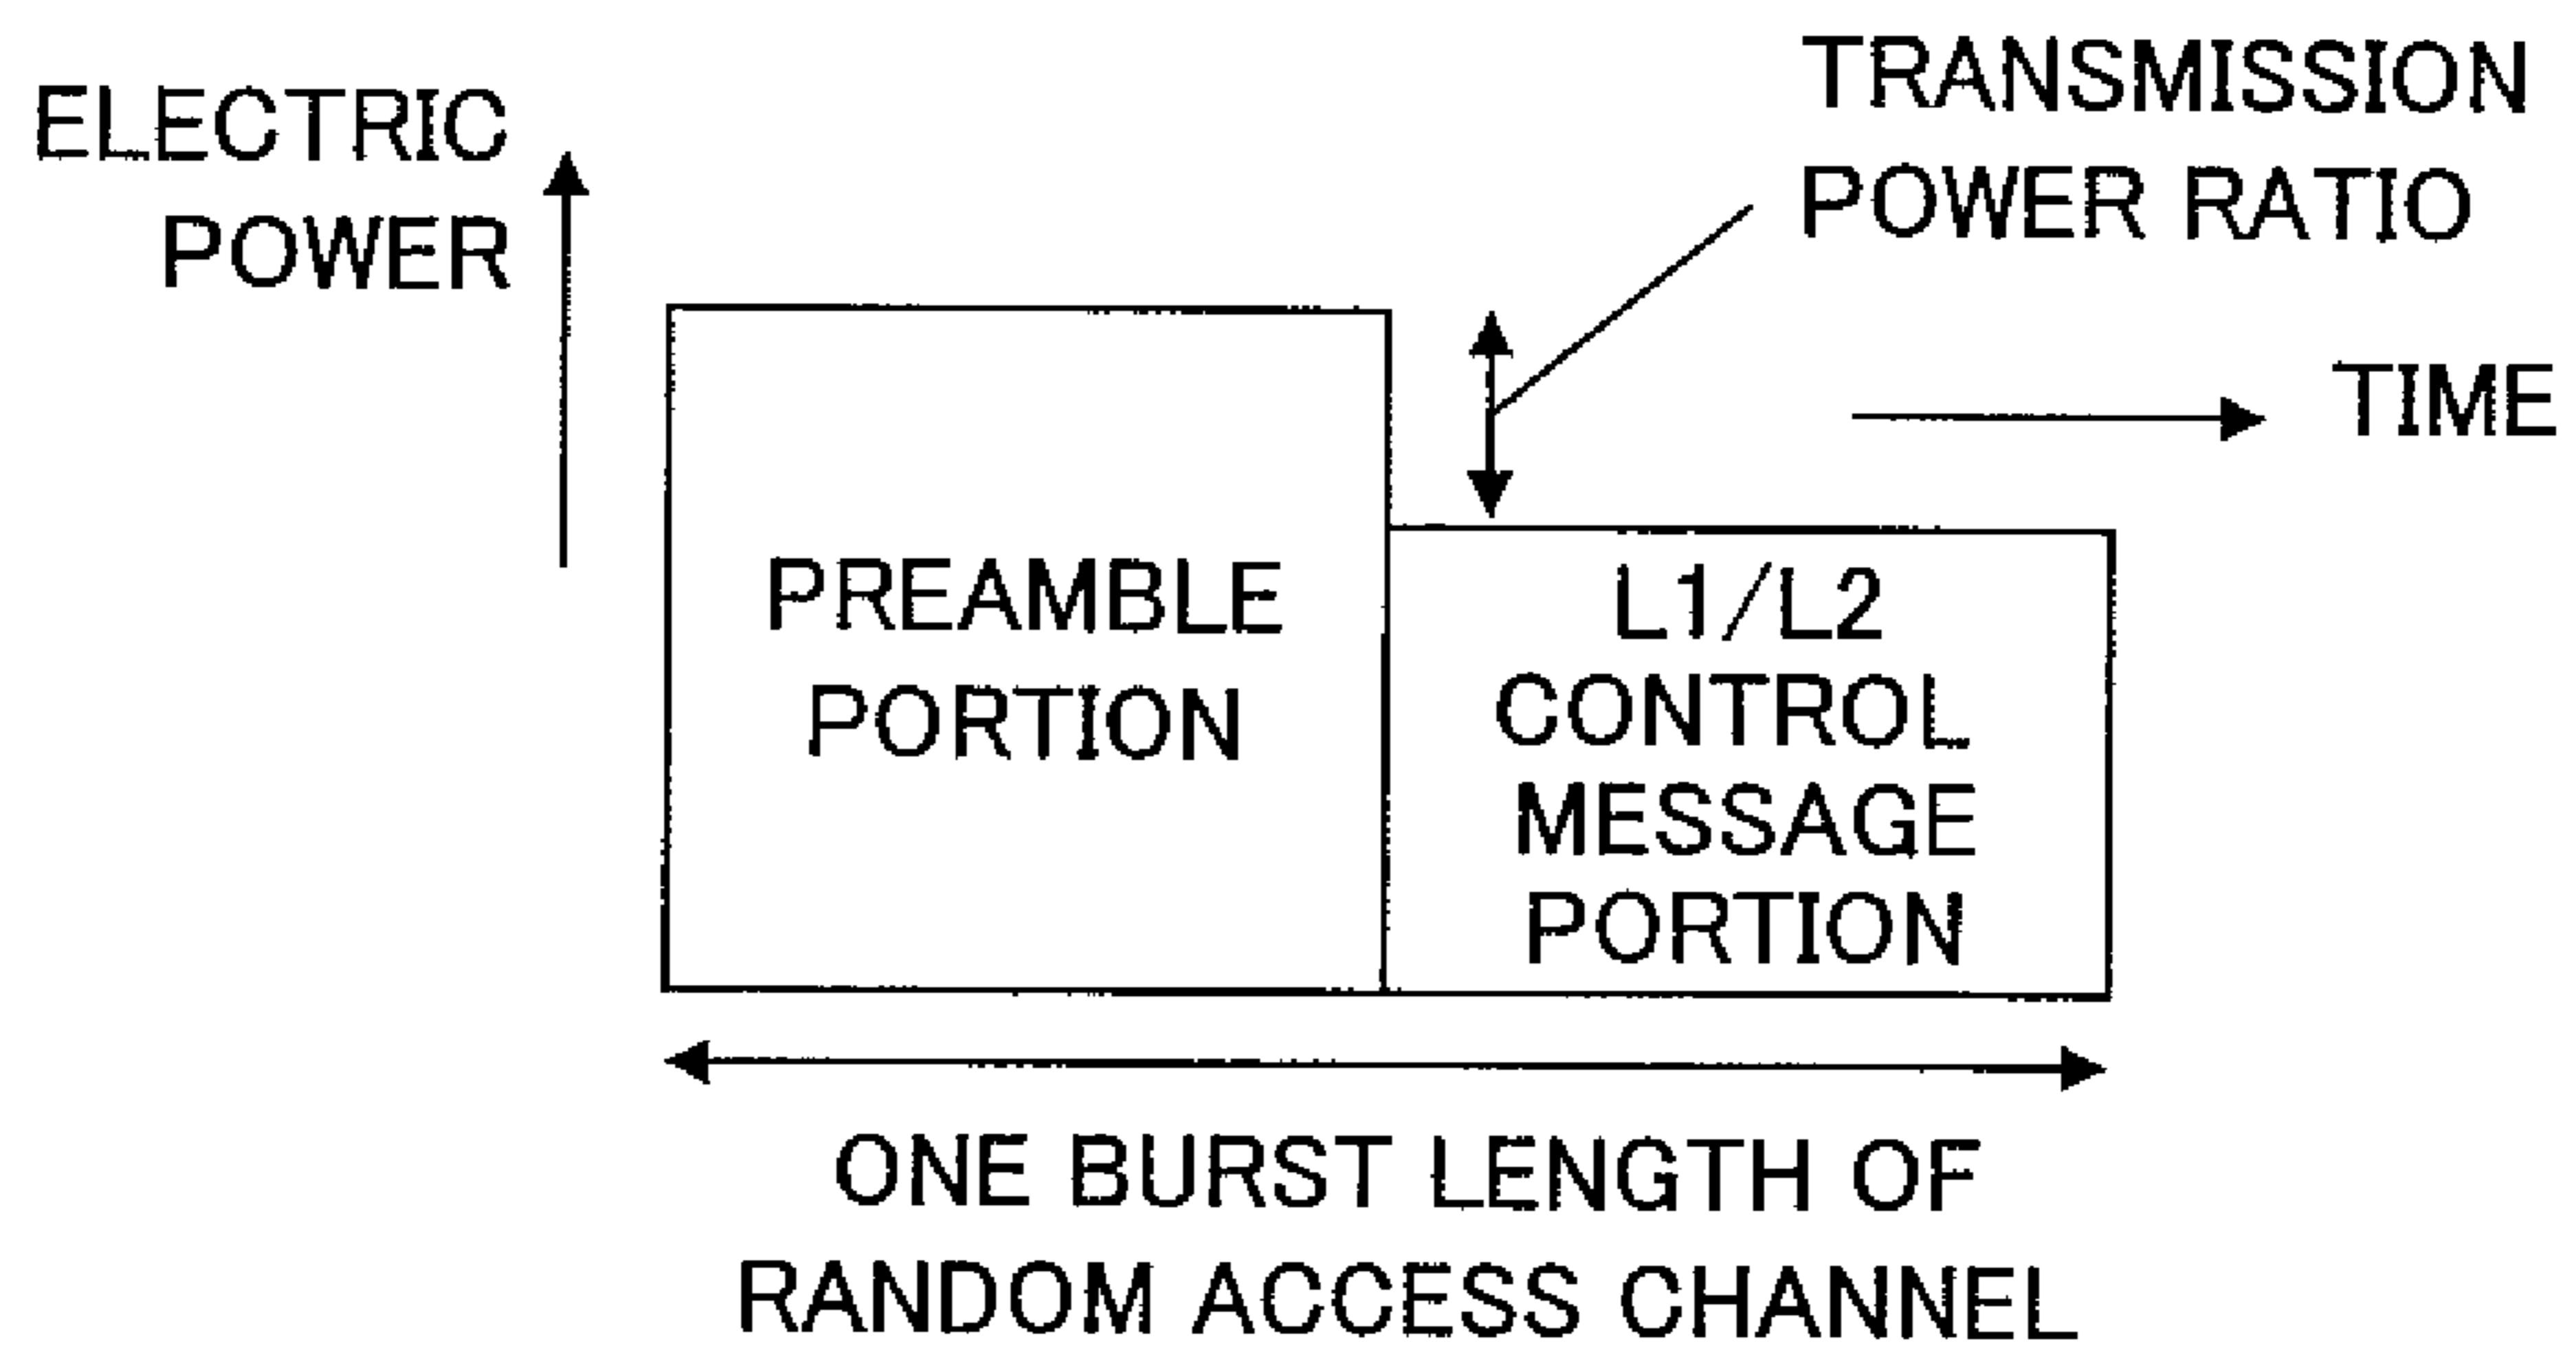 ELECTRIC
POWER
TRANSMISSION
POWER RATIO
TIME
PREAMBLE
PORTION
L1/L2
CONTROL
MESSAGE
PORTION
ONE BURST LENGTH OF
RANDOM ACCESS CHANNEL